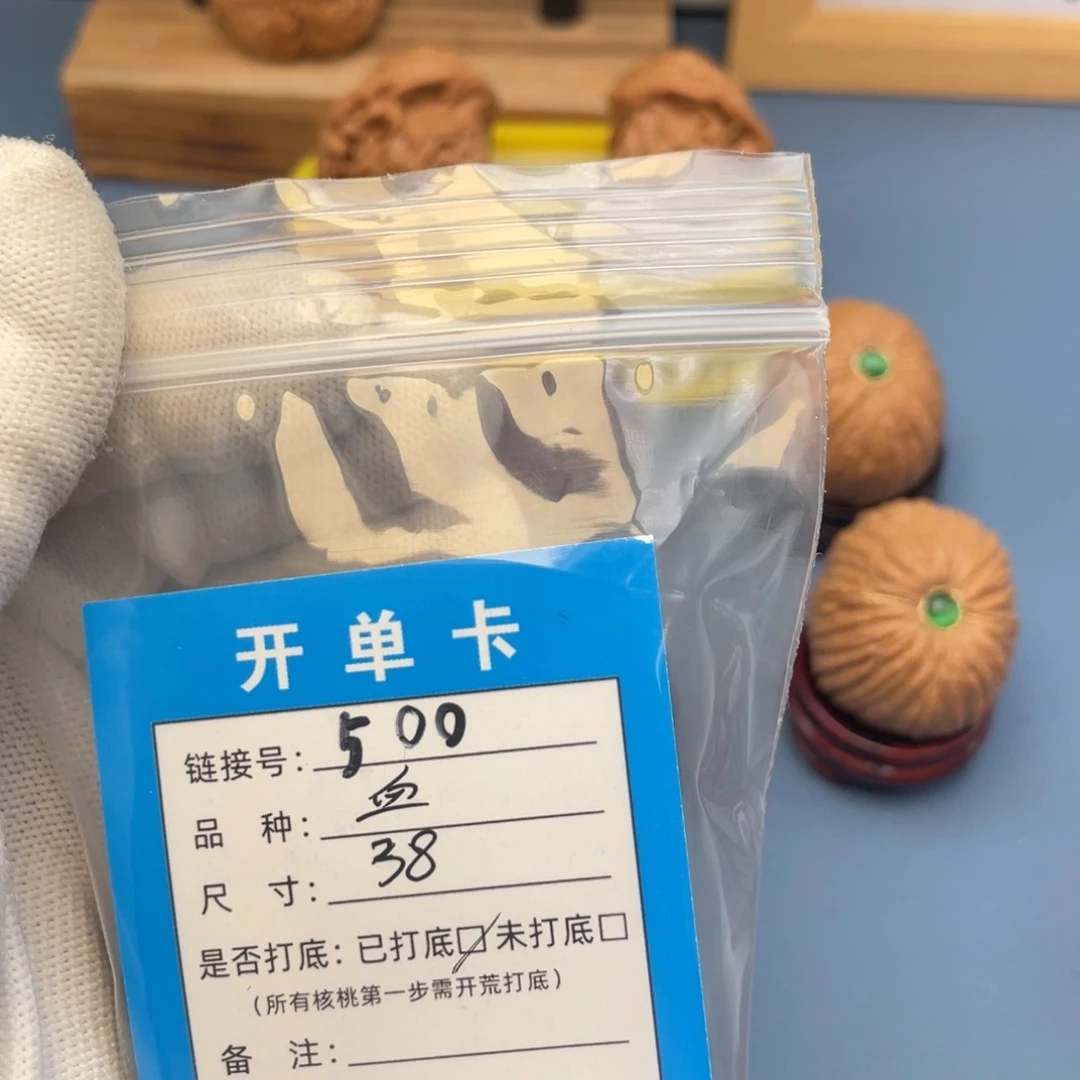 开单卡
链接号：500
品 种：血
尺 寸：38
是否打底：已打底☑未打底□
（所有核桃第一步需开荒打底）
备 注：